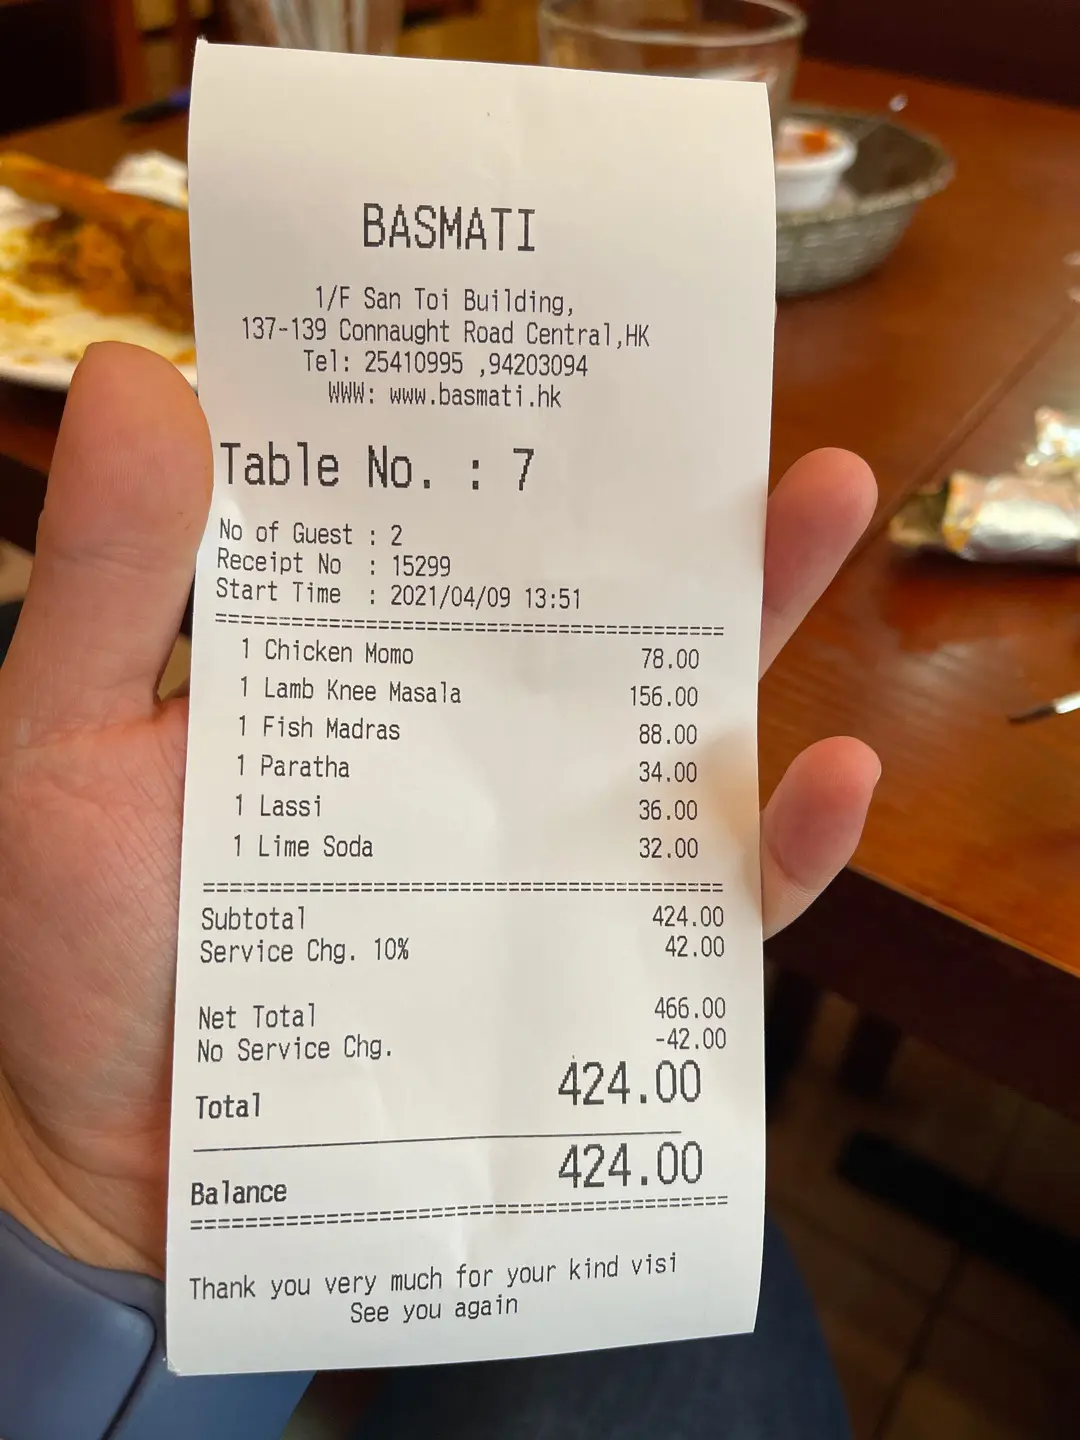 BASMATI
1/F San Toi Building,
137-139 Connaught Road Central,HK
Tel: 25410995 ,94203094
WWW: www.basmati.hk
Table No. : 7
No of Guest : 2
Receipt No : 15299
Start Time : 2021/04/09 13:51
==========================================
1 Chicken Momo 78.00
1 Lamb Knee Masala 156.00
1 Fish Madras 88.00
1 Paratha 34.00
1 Lassi 36.00
1 Lime Soda 32.00
==========================================
Subtotal 424.00
Service Chg. 10% 42.00
Net Total 466.00
No Service Chg. -42.00
Total 424.00
Balance 424.00
==========================================
Thank you very much for your kind visi
See you again